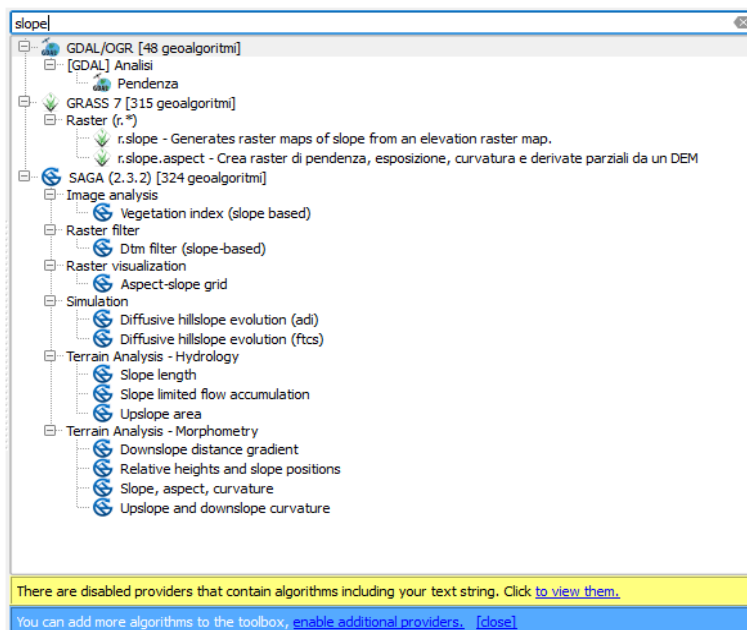 slope
GDAL/OGR [48 geoalgoritmi]
[GDAL] Analisi
Pendenza
GRASS 7 [315 geoalgoritmi]
Raster (r.*)
r.slope - Generates raster maps of slope from an elevation raster map.
r.slope.aspect - Crea raster di pendenza, esposizione, curvatura e derivate parziali da un DEM
SAGA (2.3.2) [324 geoalgoritmi]
Image analysis
Vegetation index (slope based)
Raster filter
Dtm filter (slope-based)
Raster visualization
Aspect-slope grid
Simulation
Diffusive hillslope evolution (adi)
Diffusive hillslope evolution (ftcs)
Terrain Analysis - Hydrology
Slope length
Slope limited flow accumulation
Upslope area
Terrain Analysis - Morphometry
Downslope distance gradient
Relative heights and slope positions
Slope, aspect, curvature
Upslope and downslope curvature
There are disabled providers that contain algorithms including your text string. Click to view them.
You can add more algorithms to the toolbox, enable additional providers. [close]